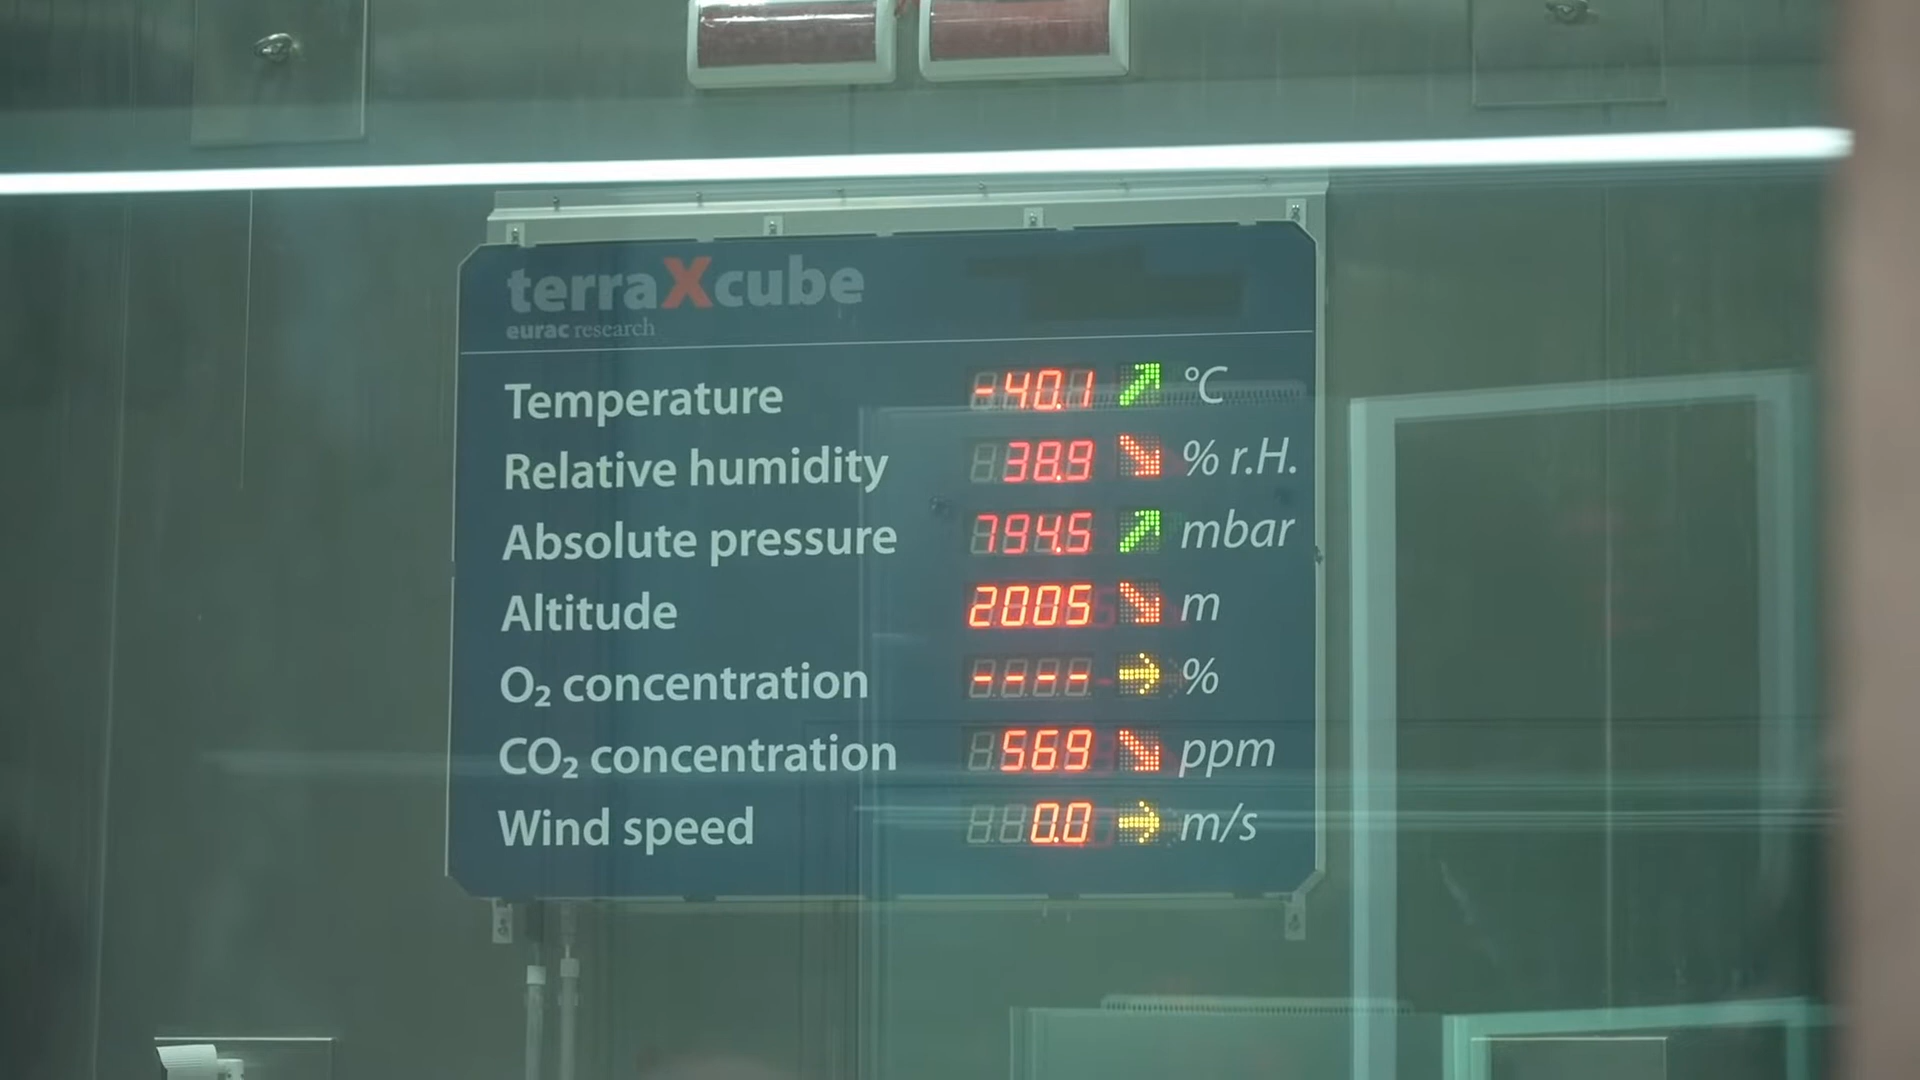 terraXcube
eurac research
Temperature -40.1 °C
Relative humidity 38.9 % r.H.
Absolute pressure 794.5 mbar
Altitude 2005 m
O₂ concentration ---- %
CO₂ concentration 569 ppm
Wind speed 0.0 m/s